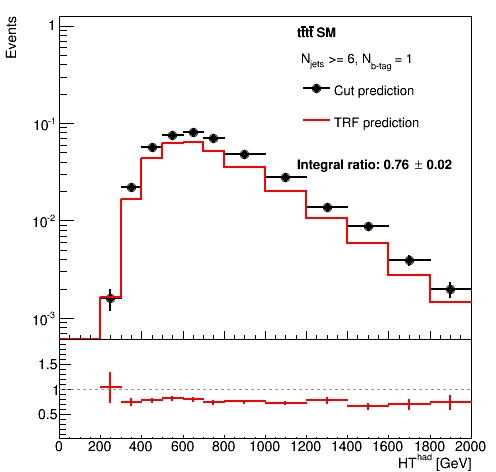 Events
1
10⁻¹
10⁻²
10⁻³
tt̄tt̄ SM
N_jets >= 6, N_b-tag = 1
Cut prediction
TRF prediction
Integral ratio: 0.76 ± 0.02
1.5
1
0.5
0 200 400 600 800 1000 1200 1400 1600 1800 2000
HT^had [GeV]